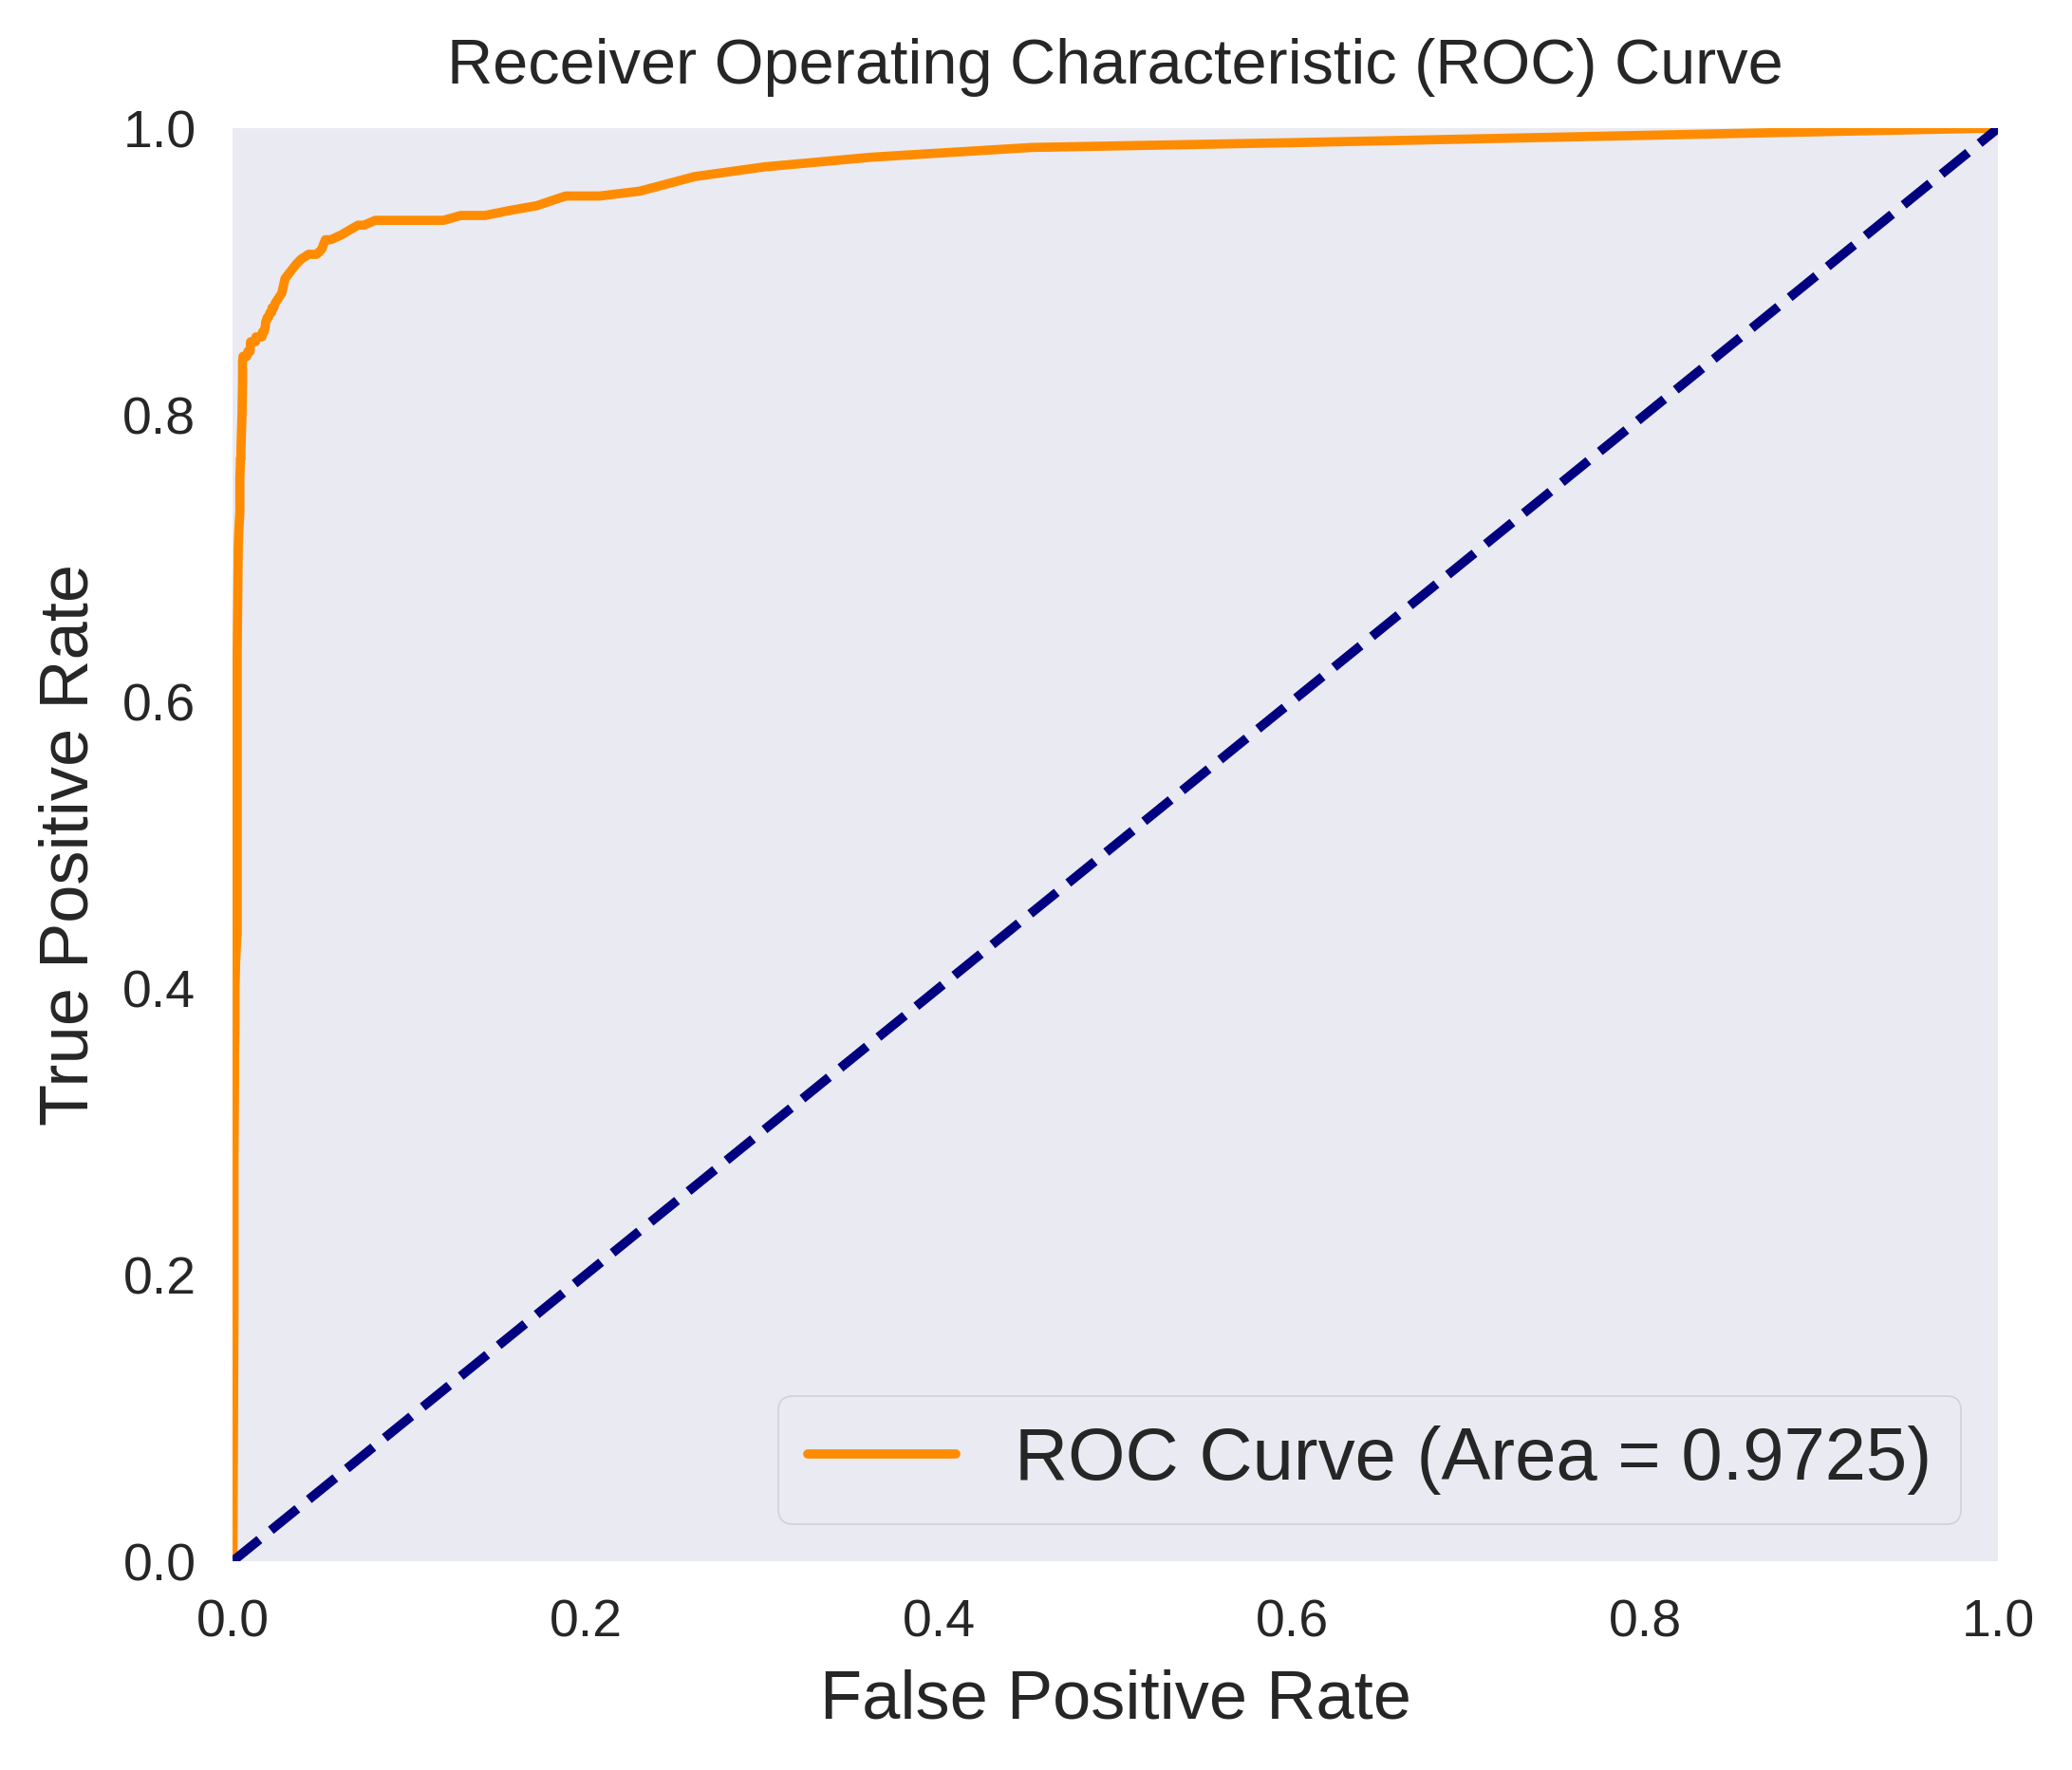 Receiver Operating Characteristic (ROC) Curve
1.0
0.8
0.6
0.4
0.2
0.0
True Positive Rate
ROC Curve (Area = 0.9725)
0.0 0.2 0.4 0.6 0.8 1.0
False Positive Rate